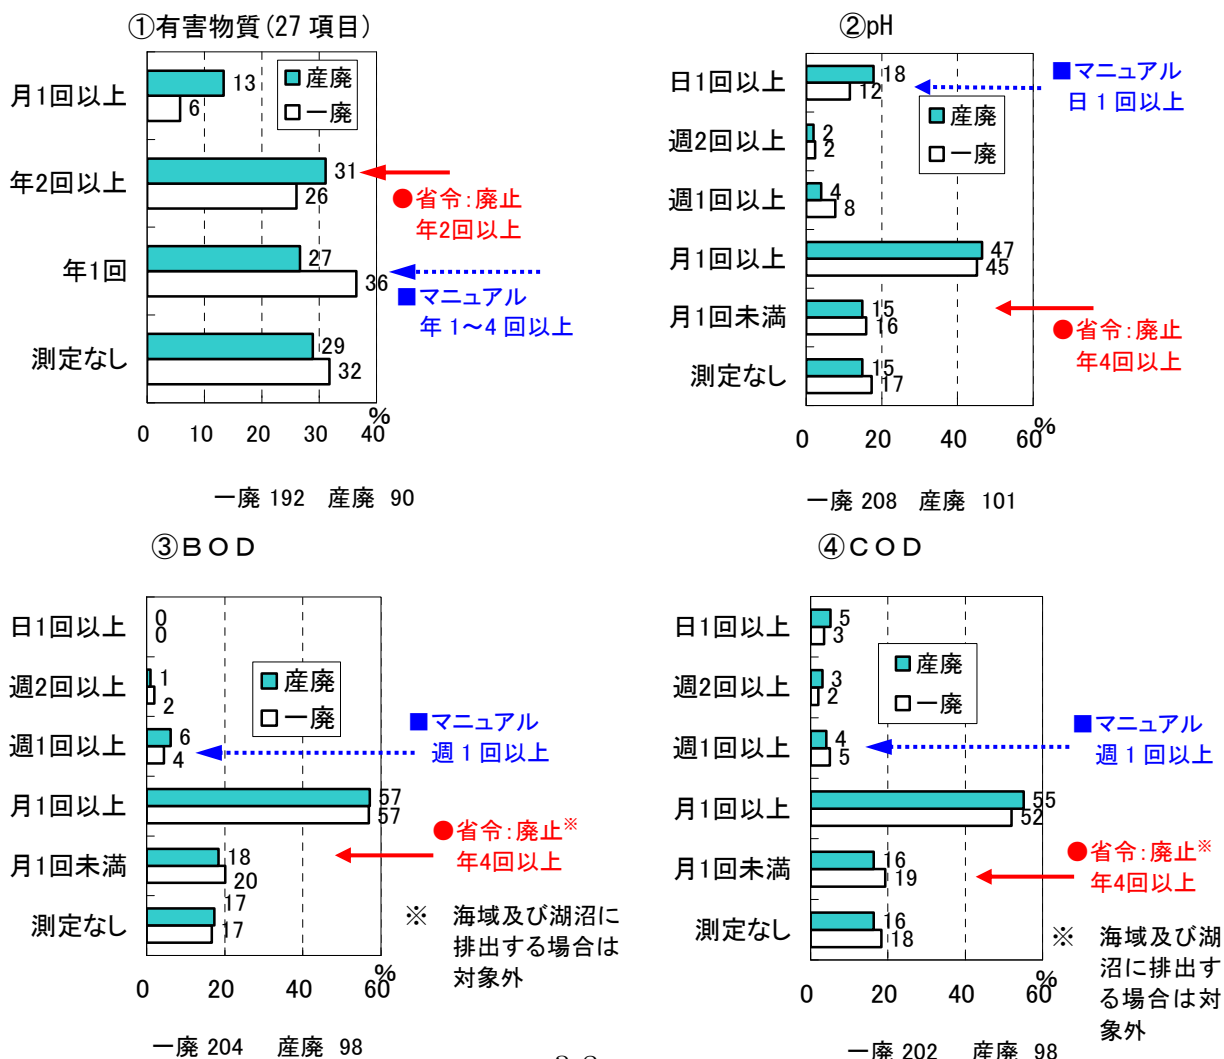 ①有害物質(27 項目)
月1回以上
13
6
産廃
一廃
■マニュアル
年2回以上
31
26
●省令:廃止
年2回以上
年1回
27
36
■マニュアル
年 1～4 回以上
測定なし
29
32
%
0 10 20 30 40
一廃 192 産廃 90
②pH
日1回以上
18
12
■マニュアル
日 1 回以上
産廃
一廃
週2回以上
2
2
週1回以上
4
8
月1回以上
47
45
月1回未満
15
16
●省令:廃止
年4回以上
測定なし
15
17
%
0 20 40 60
一廃 208 産廃 101
③ＢＯＤ
日1回以上
0
0
週2回以上
1
2
産廃
一廃
週1回以上
6
4
■マニュアル
週 1 回以上
月1回以上
57
57
●省令:廃止※
年4回以上
月1回未満
18
20
測定なし
17
17
※ 海域及び湖沼に
排出する場合は
対象外
%
0 20 40 60
一廃 204 産廃 98
④ＣＯＤ
日1回以上
5
3
週2回以上
3
2
産廃
一廃
週1回以上
4
5
■マニュアル
週 1 回以上
月1回以上
55
52
●省令:廃止※
年4回以上
月1回未満
16
19
測定なし
16
18
※ 海域及び湖
沼に排出す
る場合は対
象外
%
0 20 40 60
一廃 202 産廃 98